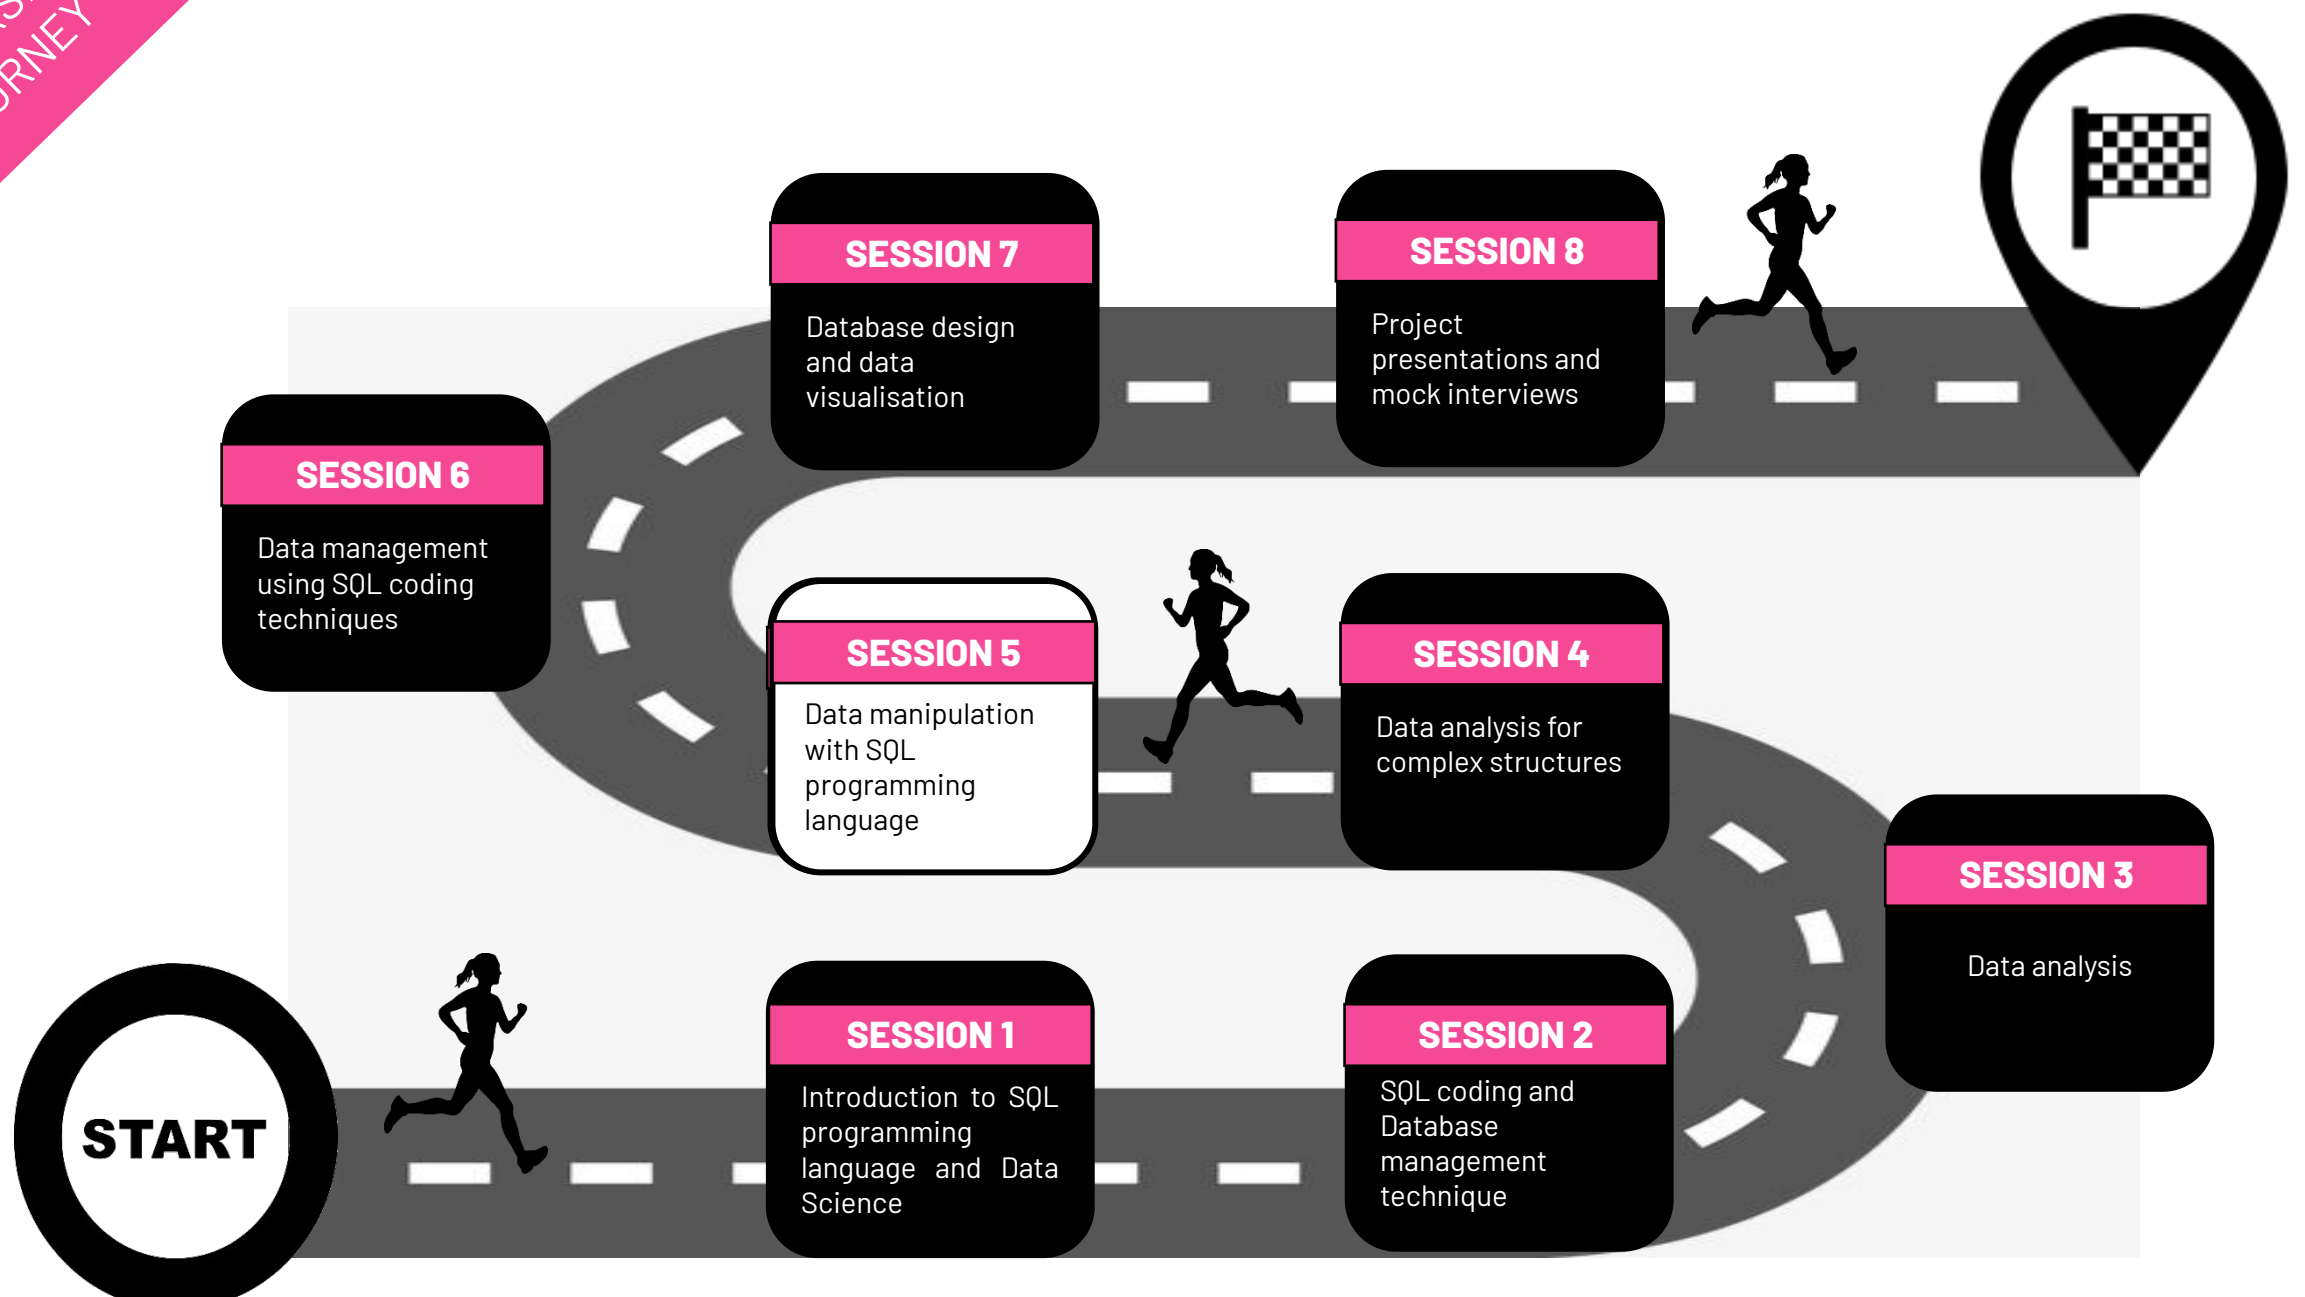 SESSION 7
Database design
and data
visualisation
SESSION 8
Project
presentations and
mock interviews
SESSION 6
Data management
using SQL coding
techniques
SESSION 5
Data manipulation
with SQL
programming
language
SESSION 4
Data analysis for
complex structures
SESSION 3
Data analysis
START
SESSION 1
Introduction to SQL
programming
language and Data
Science
SESSION 2
SQL coding and
Database
management
technique